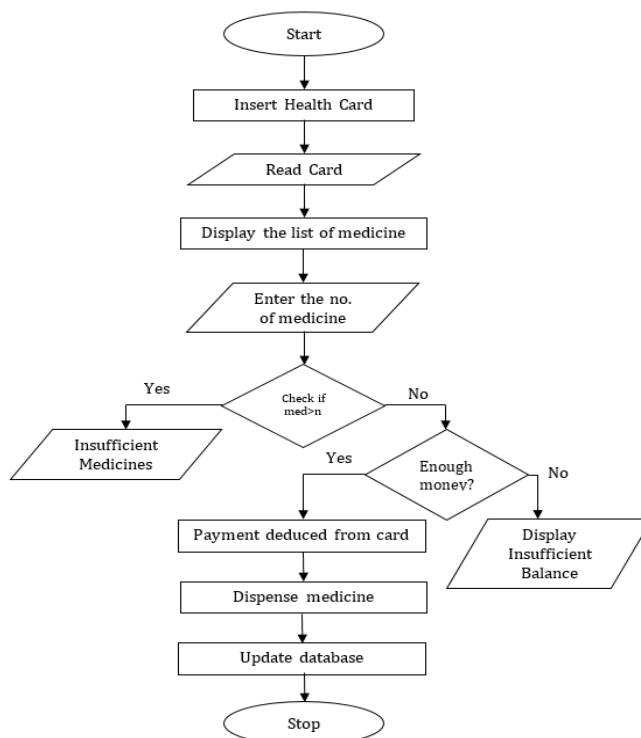 Start
Insert Health Card
Read Card
Display the list of medicine
Enter the no.
of medicine
Yes
Check if
med>n
No
Insufficient
Medicines
Yes
Enough
money?
No
Payment deduced from card
Display
Insufficient
Balance
Dispense medicine
Update database
Stop